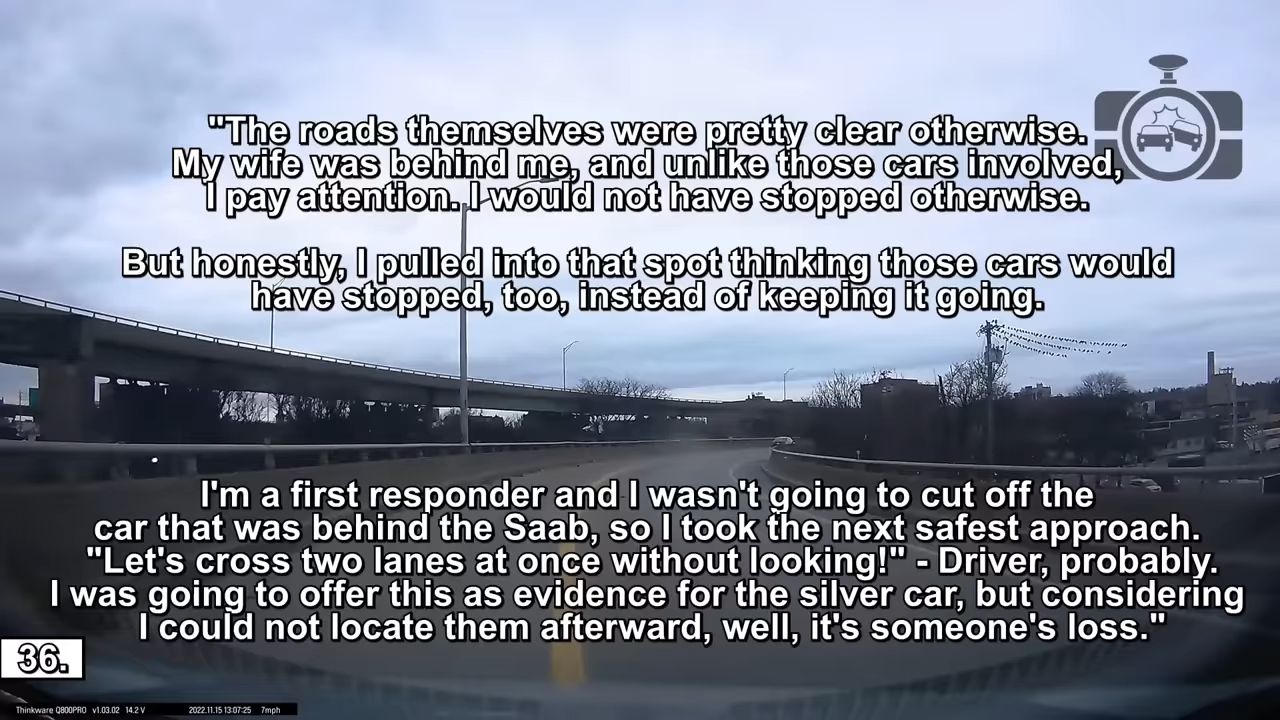 "The roads themselves were pretty clear otherwise.
My wife was behind me, and unlike those cars involved,
I pay attention. I would not have stopped otherwise.
But honestly, I pulled into that spot thinking those cars would
have stopped, too, instead of keeping it going.
I'm a first responder and I wasn't going to cut off the
car that was behind the Saab, so I took the next safest approach.
"Let's cross two lanes at once without looking!" - Driver, probably.
I was going to offer this as evidence for the silver car, but considering
I could not locate them afterward, well, it's someone's loss."
36.
Thinkware Q800PRO v1.03.02 14.2 V 2022.11.15 13:07:25 7mph